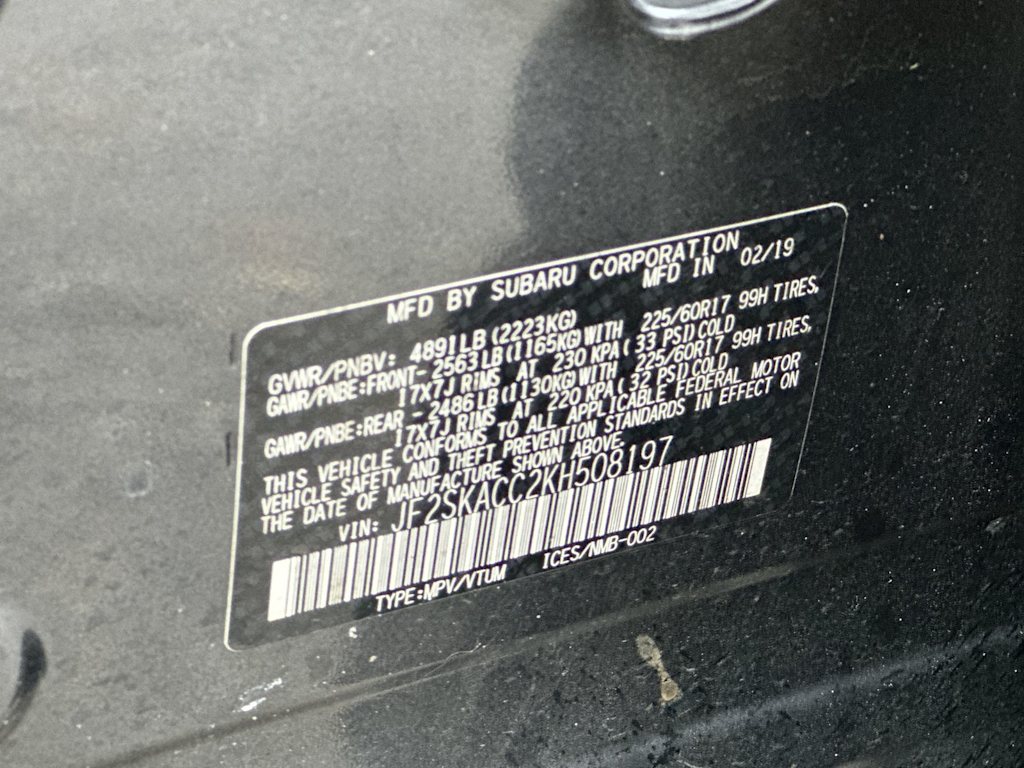 MFD BY SUBARU CORPORATION
MFD IN 02/19
GVWR/PNBV: 4891LB(2223KG)
GAWR/PNBE:FRONT- 2563LB(1165KG)WITH 225/60R17 99H TIRES,
17X7J RIMS AT 230 KPA( 33 PSI)COLD
GAWR/PNBE:REAR - 2486LB(1130KG)WITH 225/60R17 99H TIRES,
17X7J RIMS AT 220 KPA( 32 PSI)COLD
THIS VEHICLE CONFORMS TO ALL APPLICABLE FEDERAL MOTOR
VEHICLE SAFETY AND THEFT PREVENTION STANDARDS IN EFFECT ON
THE DATE OF MANUFACTURE SHOWN ABOVE.
VIN: JF2SKACC2KH508197
TYPE:MPV/VTUM ICES/NMB-002